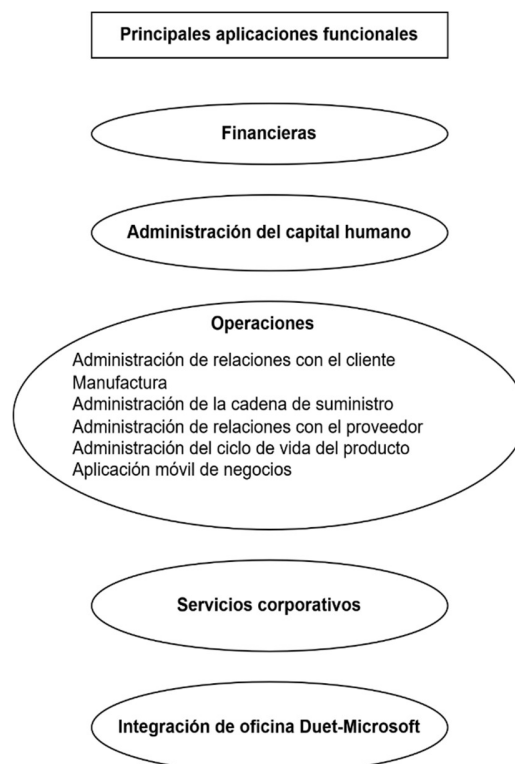 Principales aplicaciones funcionales
Financieras
Administración del capital humano
Operaciones
Administración de relaciones con el cliente
Manufactura
Administración de la cadena de suministro
Administración de relaciones con el proveedor
Administración del ciclo de vida del producto
Aplicación móvil de negocios
Servicios corporativos
Integración de oficina Duet-Microsoft